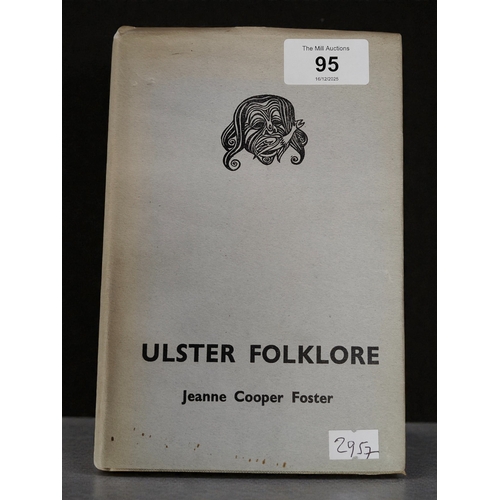 The Mill Auctions
95
16/12/2025
ULSTER FOLKLORE
Jeanne Cooper Foster
2957